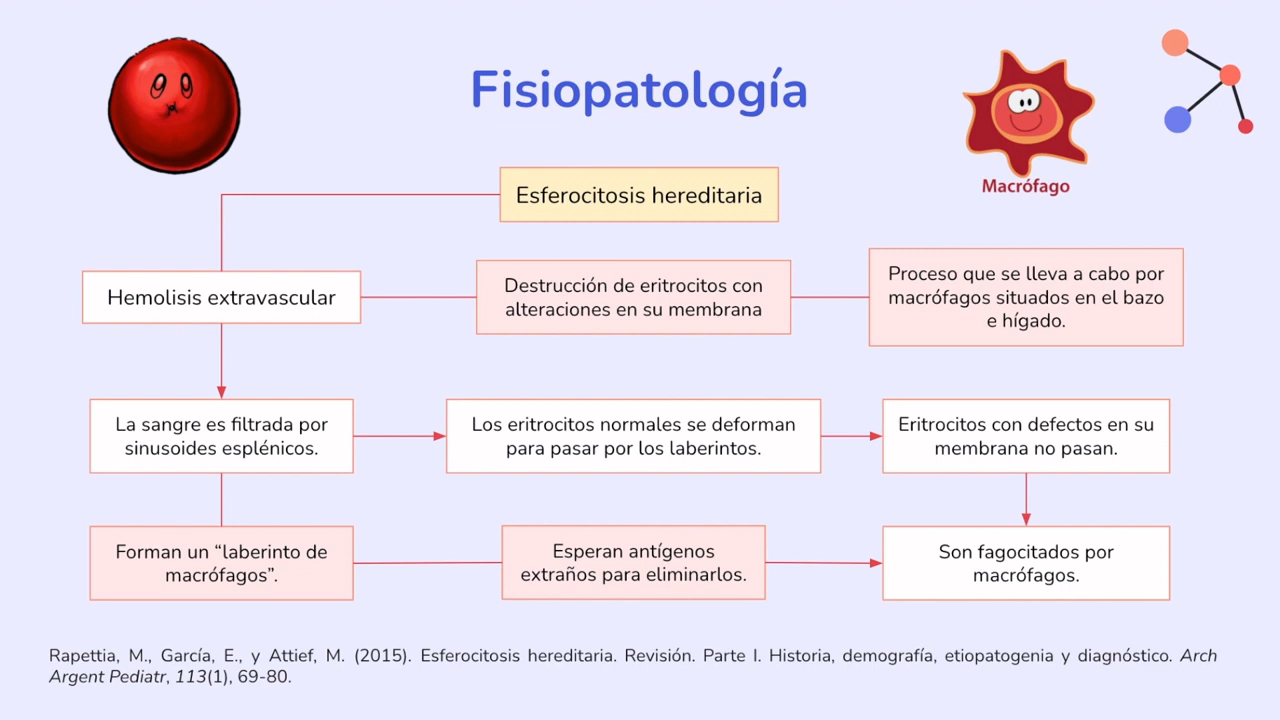 Fisiopatología
Macrófago
Esferocitosis hereditaria
Hemolisis extravascular
Destrucción de eritrocitos con
alteraciones en su membrana
Proceso que se lleva a cabo por
macrófagos situados en el bazo
e hígado.
La sangre es filtrada por
sinusoides esplénicos.
Los eritrocitos normales se deforman
para pasar por los laberintos.
Eritrocitos con defectos en su
membrana no pasan.
Forman un “laberinto de
macrófagos”.
Esperan antígenos
extraños para eliminarlos.
Son fagocitados por
macrófagos.
Rapettia, M., García, E., y Attief, M. (2015). Esferocitosis hereditaria. Revisión. Parte I. Historia, demografía, etiopatogenia y diagnóstico. Arch
Argent Pediatr, 113(1), 69-80.